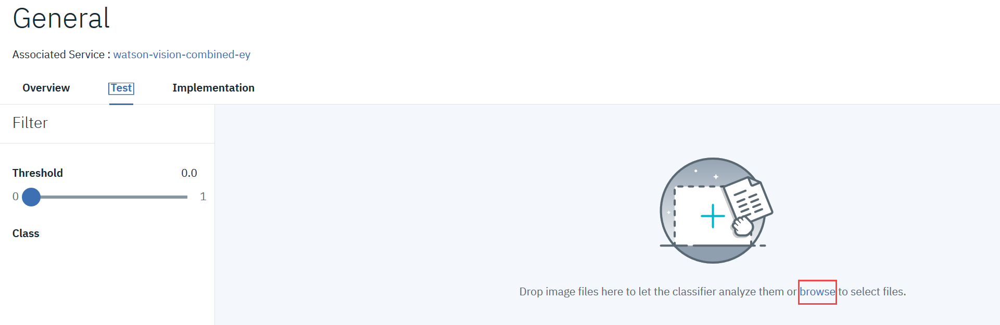 General
Associated Service : watson-vision-combined-ey
Overview Test Implementation
Filter
Threshold 0.0
0 1
Class
Drop image files here to let the classifier analyze them or browse to select files.